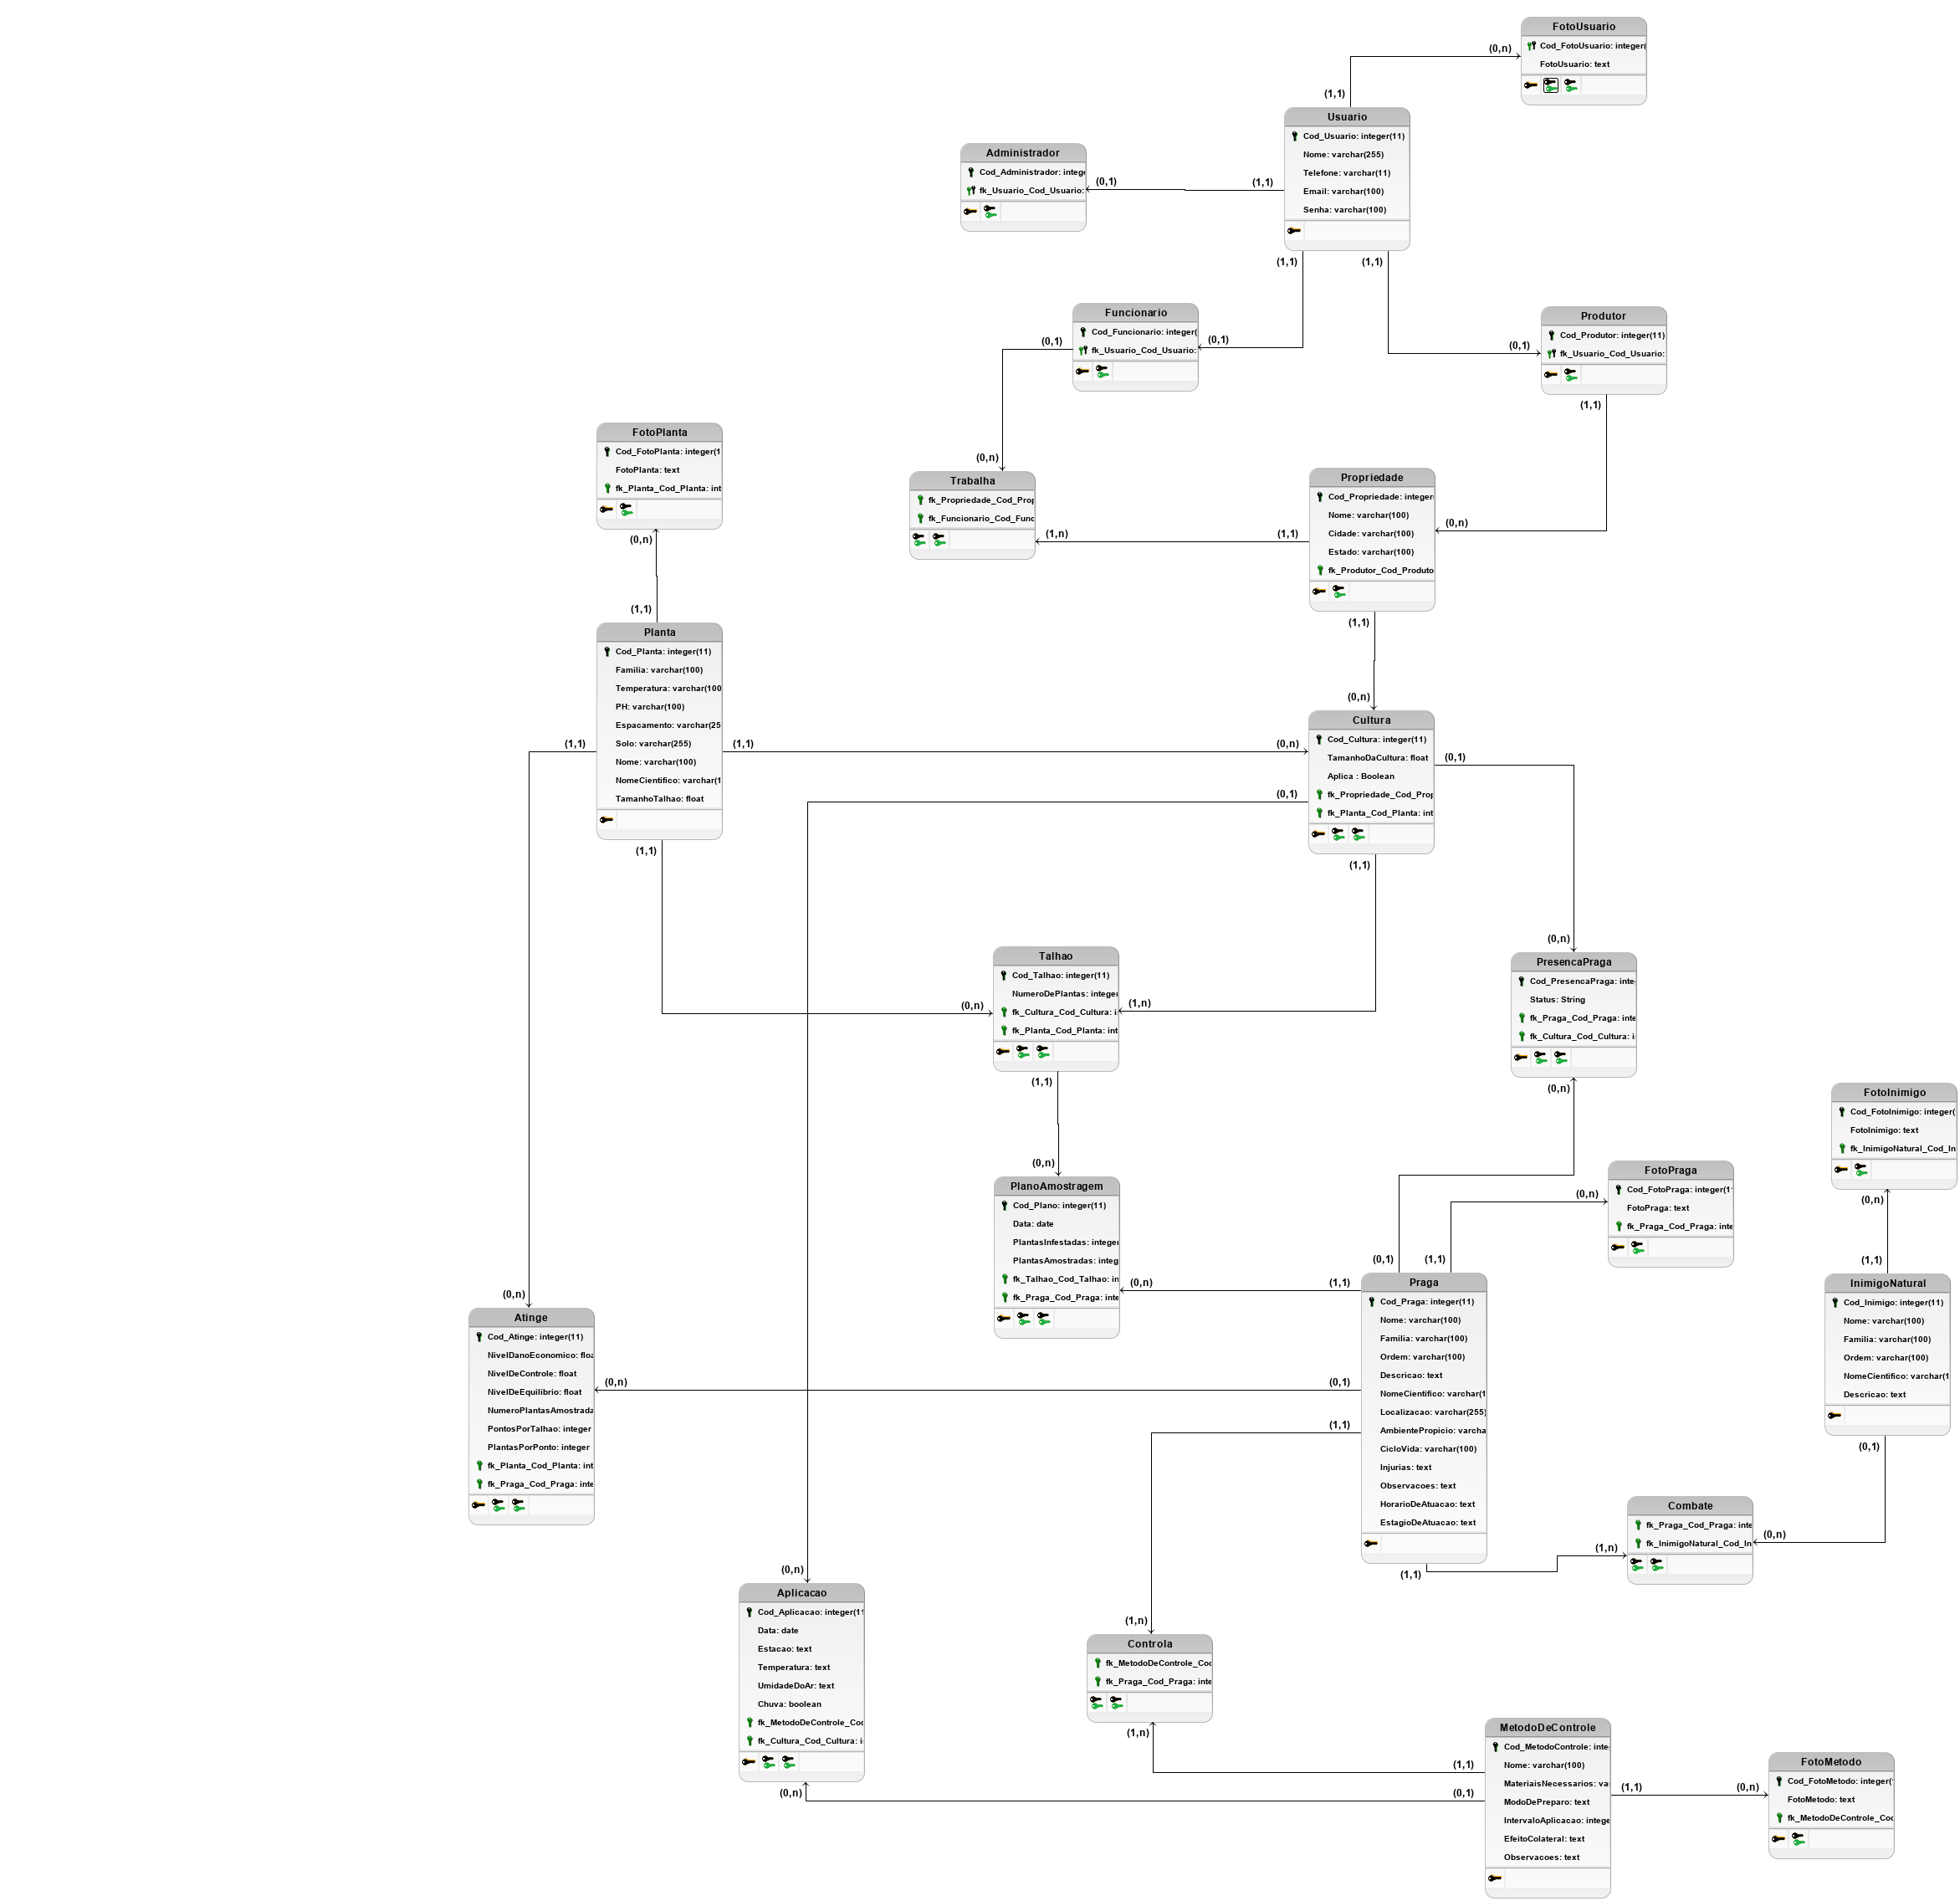 FotoUsuario
Cod_FotoUsuario: integer(
FotoUsuario: text
(0,n)
(1,1)
Usuario
Cod_Usuario: integer(11)
Nome: varchar(255)
Telefone: varchar(11)
Email: varchar(100)
Senha: varchar(100)
Administrador
Cod_Administrador: intege
fk_Usuario_Cod_Usuario:
(0,1)
(1,1)
(1,1)
(1,1)
Funcionario
Cod_Funcionario: integer(
fk_Usuario_Cod_Usuario:
(0,1)
(0,1)
Produtor
Cod_Produtor: integer(11)
fk_Usuario_Cod_Usuario:
(0,1)
(1,1)
FotoPlanta
Cod_FotoPlanta: integer(1
FotoPlanta: text
fk_Planta_Cod_Planta: int
(0,n)
(1,1)
(0,n)
Trabalha
fk_Propriedade_Cod_Prop
fk_Funcionario_Cod_Func
(1,n)
(1,1)
Propriedade
Cod_Propriedade: integer
Nome: varchar(100)
Cidade: varchar(100)
Estado: varchar(100)
fk_Produtor_Cod_Produto
(0,n)
(1,1)
(0,n)
Planta
Cod_Planta: integer(11)
Familia: varchar(100)
Temperatura: varchar(100
PH: varchar(100)
Espacamento: varchar(25
Solo: varchar(255)
Nome: varchar(100)
NomeCientifico: varchar(1
TamanhoTalhao: float
(1,1)
(1,1)
(1,1)
(0,n)
(0,1)
Cultura
Cod_Cultura: integer(11)
TamanhoDaCultura: float
Aplica : Boolean
fk_Propriedade_Cod_Prop
fk_Planta_Cod_Planta: int
(0,1)
(1,1)
(0,n)
Talhao
Cod_Talhao: integer(11)
NumeroDePlantas: integer
fk_Cultura_Cod_Cultura: i
fk_Planta_Cod_Planta: int
(0,n)
(1,n)
(1,1)
(0,n)
PresencaPraga
Cod_PresencaPraga: inte
Status: String
fk_Praga_Cod_Praga: inte
fk_Cultura_Cod_Cultura: i
(0,n)
FotoInimigo
Cod_FotoInimigo: integer(
FotoInimigo: text
fk_InimigoNatural_Cod_In
(0,n)
(1,1)
FotoPraga
Cod_FotoPraga: integer(1
FotoPraga: text
fk_Praga_Cod_Praga: inte
(0,n)
PlanoAmostragem
Cod_Plano: integer(11)
Data: date
PlantasInfestadas: integer
PlantasAmostradas: integ
fk_Talhao_Cod_Talhao: in
fk_Praga_Cod_Praga: inte
(0,n)
(1,1)
(0,1)
(1,1)
Praga
Cod_Praga: integer(11)
Nome: varchar(100)
Familia: varchar(100)
Ordem: varchar(100)
Descricao: text
NomeCientifico: varchar(1
Localizacao: varchar(255)
AmbientePropicio: varcha
CicloVida: varchar(100)
Injurias: text
Observacoes: text
HorarioDeAtuacao: text
EstagioDeAtuacao: text
(0,1)
(1,1)
(1,1)
InimigoNatural
Cod_Inimigo: integer(11)
Nome: varchar(100)
Familia: varchar(100)
Ordem: varchar(100)
NomeCientifico: varchar(1
Descricao: text
(0,1)
(0,n)
Atinge
Cod_Atinge: integer(11)
NivelDanoEconomico: floa
NivelDeControle: float
NivelDeEquilibrio: float
NumeroPlantasAmostrada
PontosPorTalhao: integer
PlantasPorPonto: integer
fk_Planta_Cod_Planta: int
fk_Praga_Cod_Praga: inte
(0,n)
Combate
fk_Praga_Cod_Praga: inte
fk_InimigoNatural_Cod_In
(1,n)
(0,n)
(0,n)
Aplicacao
Cod_Aplicacao: integer(11
Data: date
Estacao: text
Temperatura: text
UmidadeDoAr: text
Chuva: boolean
fk_MetodoDeControle_Cod
fk_Cultura_Cod_Cultura: i
(0,n)
(1,n)
Controla
fk_MetodoDeControle_Cod
fk_Praga_Cod_Praga: inte
(1,n)
(1,1)
(0,1)
MetodoDeControle
Cod_MetodoControle: inte
Nome: varchar(100)
MateriaisNecessarios: var
ModoDePreparo: text
IntervaloAplicacao: intege
EfeitoColateral: text
Observacoes: text
(1,1)
(0,n)
FotoMetodo
Cod_FotoMetodo: integer(
FotoMetodo: text
fk_MetodoDeControle_Cod